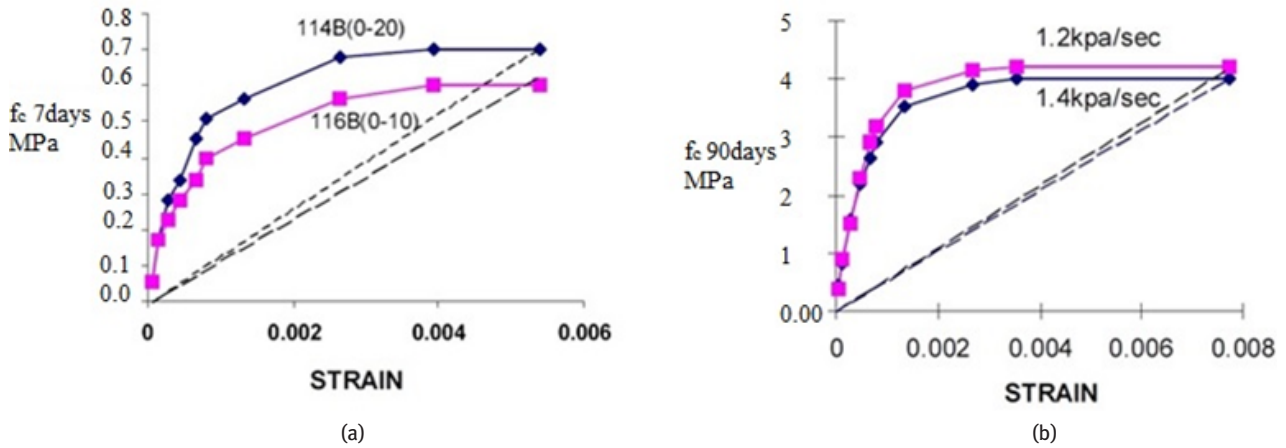 0.8
0.7
0.6
0.5
0.4
0.3
0.2
0.1
0.0
fc 7days
MPa
114B(0-20)
116B(0-10)
0 0.002 0.004 0.006
STRAIN
(a)
5
4
3
2
1
0.00
fc 90days
MPa
1.2kpa/sec
1.4kpa/sec
0 0.002 0.004 0.006 0.008
STRAIN
(b)